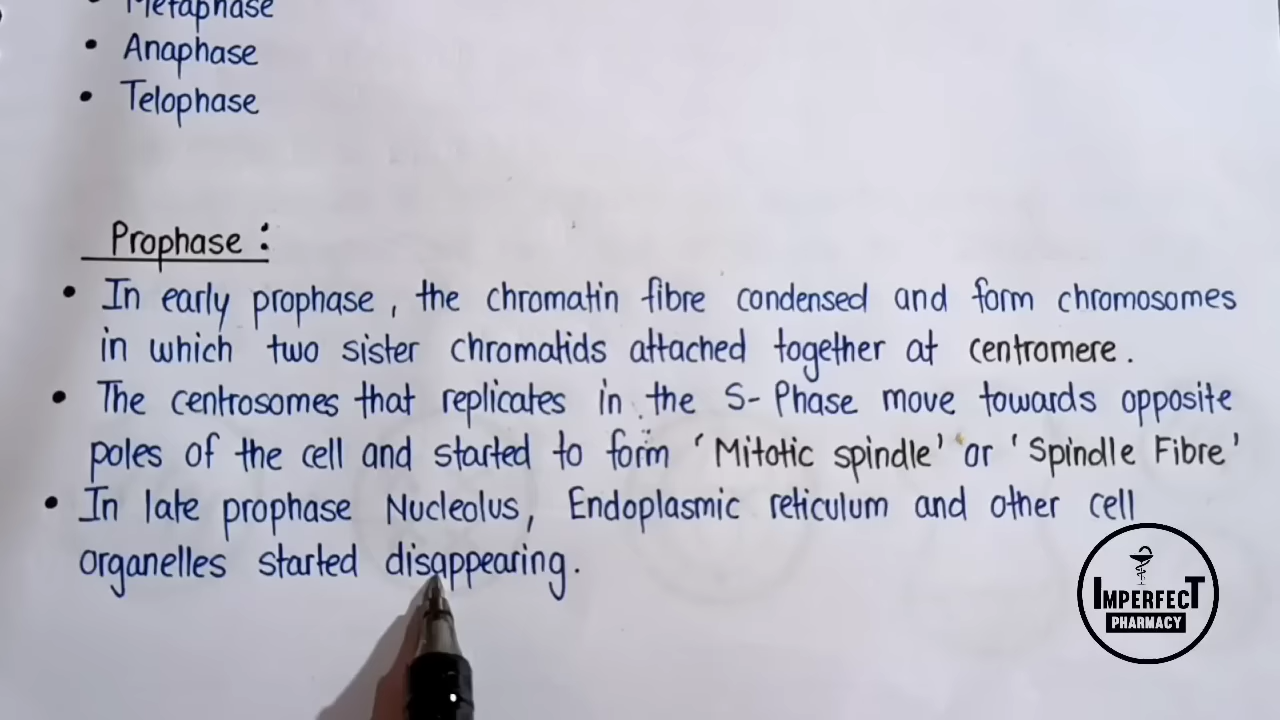 • Metaphase
• Anaphase
• Telophase
Prophase :
• In early prophase, the chromatin fibre condensed and form chromosomes
in which two sister chromatids attached together at centromere.
• The centrosomes that replicates in the S-Phase move towards opposite
poles of the cell and started to form 'Mitotic spindle' or 'Spindle Fibre'
• In late prophase Nucleolus, Endoplasmic reticulum and other cell
organelles started disappearing.
IMPERFECT
PHARMACY